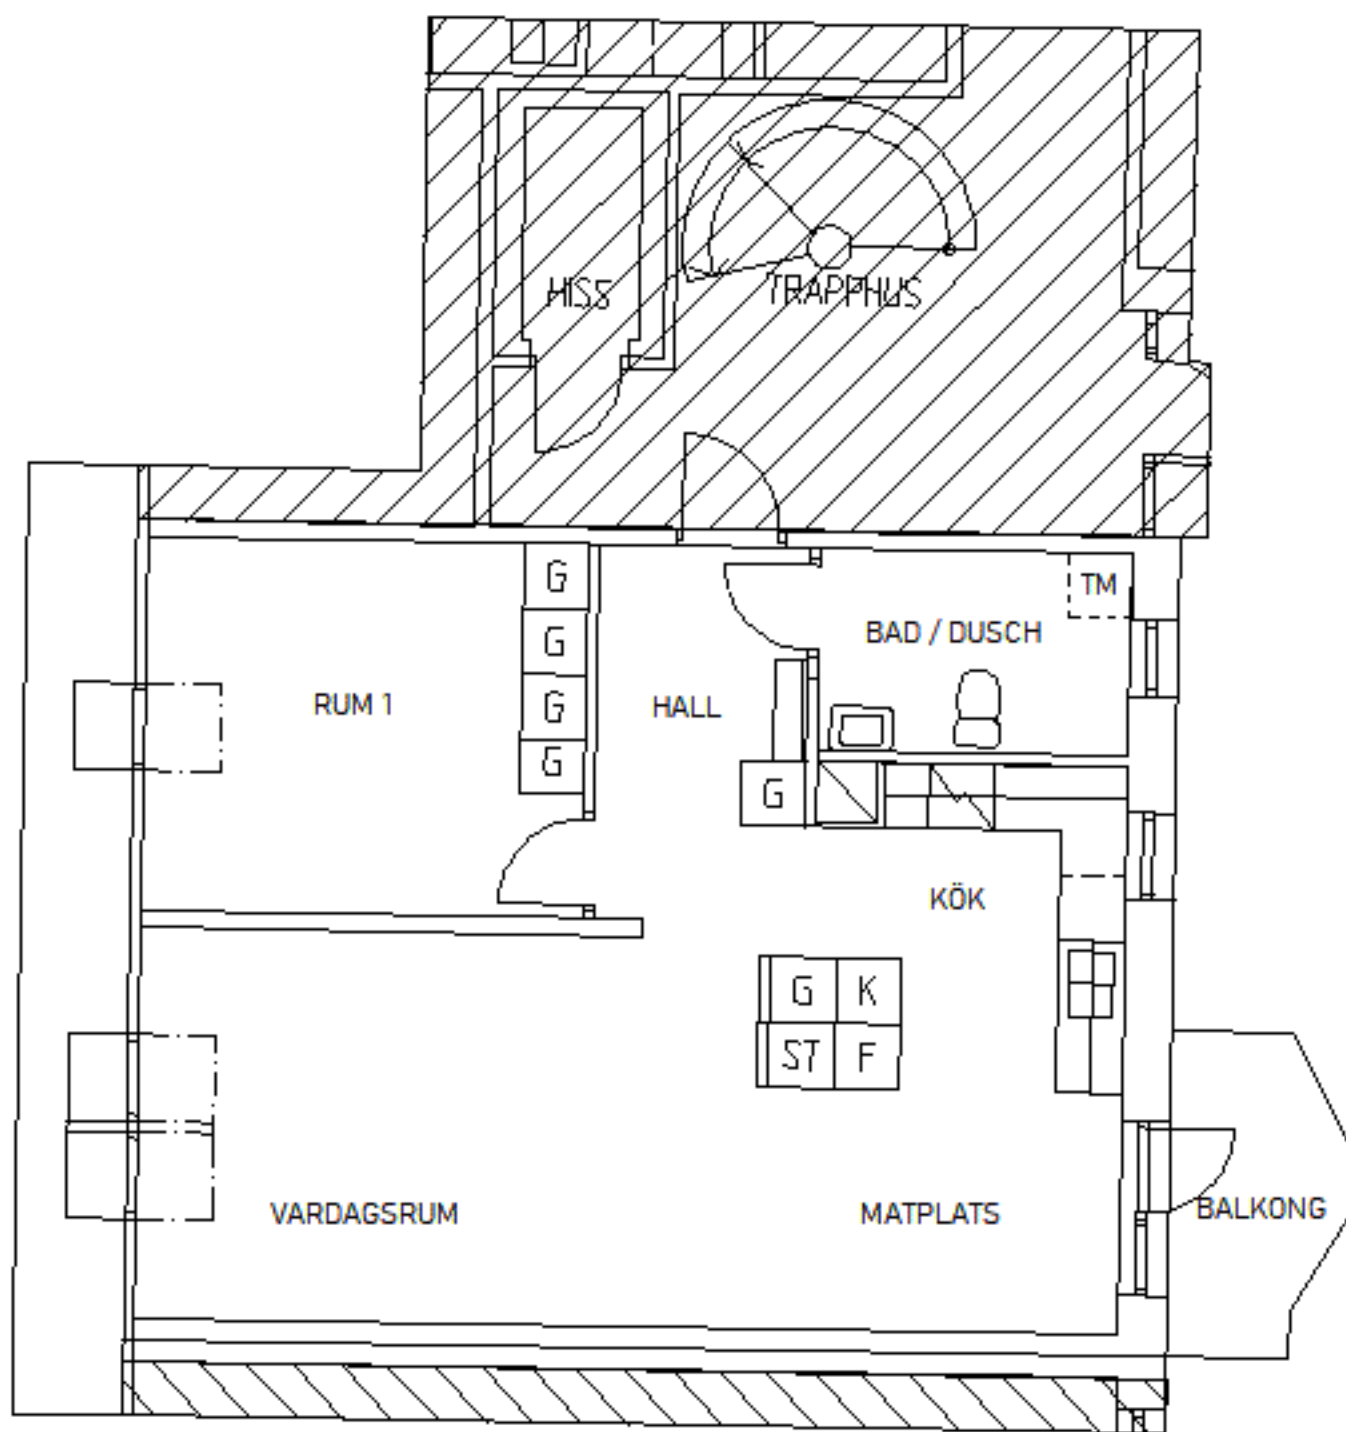 HISS
TRAPPHUS
G
TM
BAD / DUSCH
G
RUM 1
G
HALL
G
G
KÖK
G K
ST F
VARDAGSRUM
MATPLATS
BALKONG